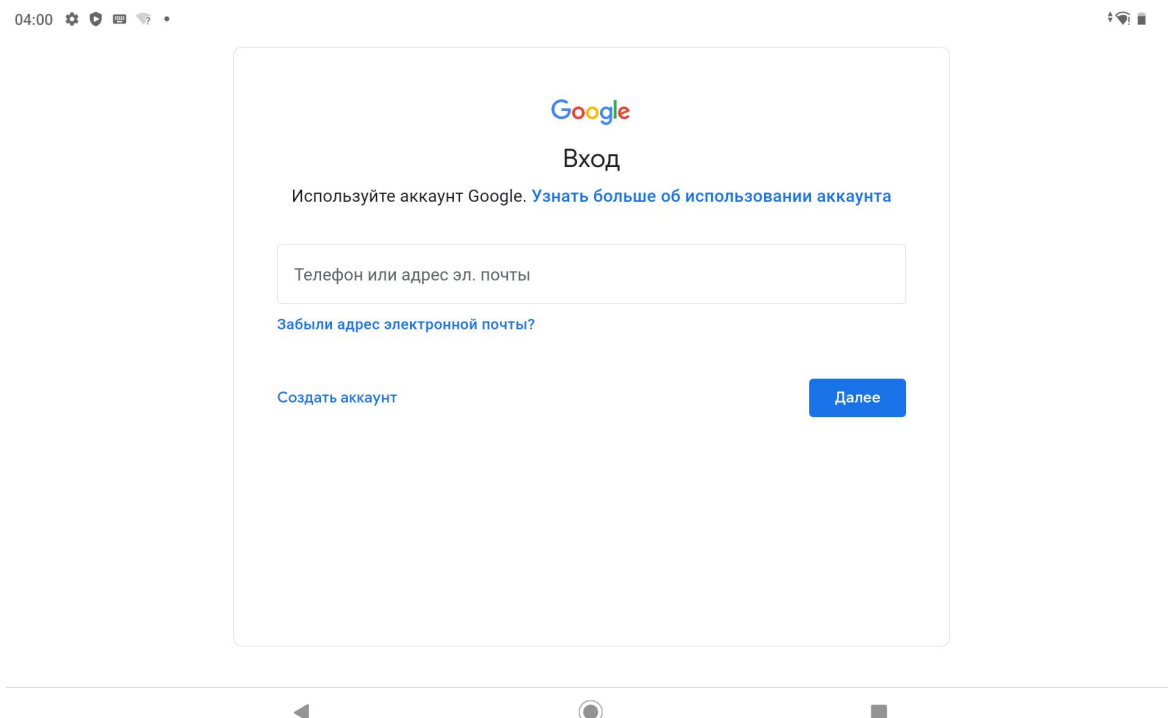 04:00
Google
Вход
Используйте аккаунт Google. Узнать больше об использовании аккаунта
Телефон или адрес эл. почты
Забыли адрес электронной почты?
Создать аккаунт
Далее